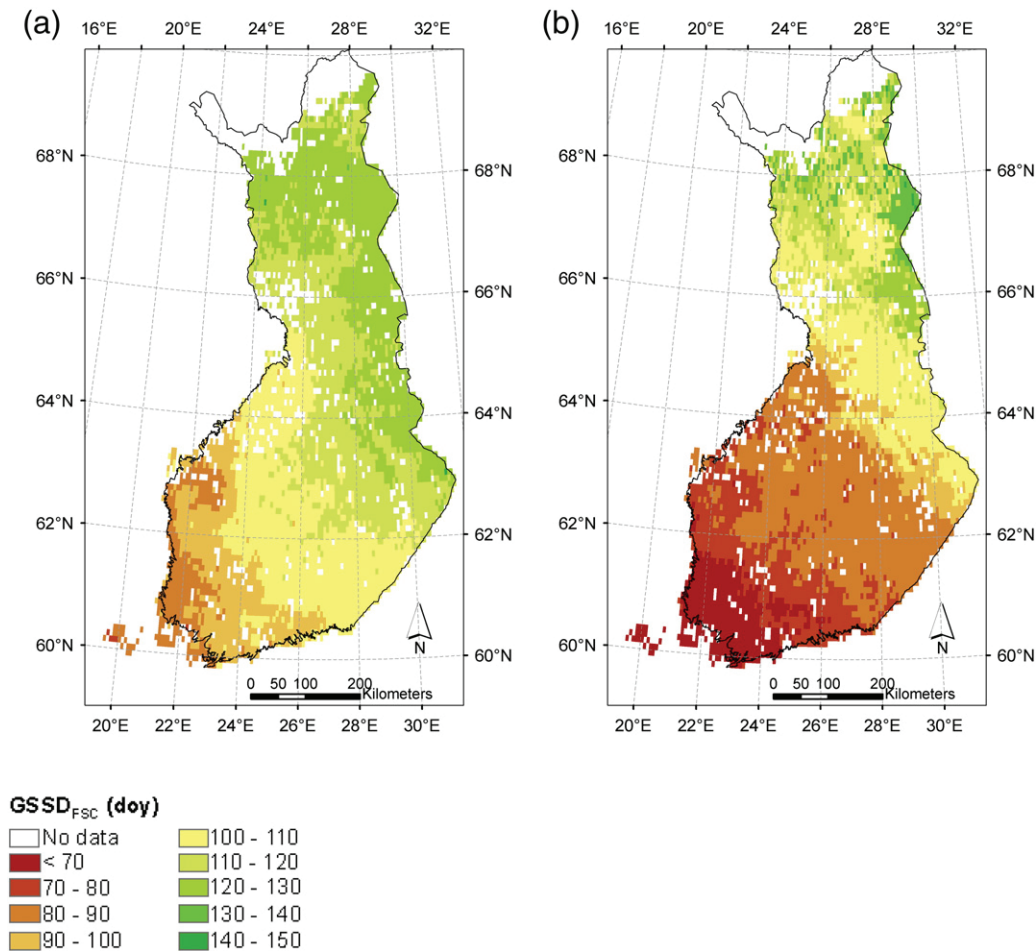 (a)
(b)
16°E 20°E 24°E 28°E 32°E
16°E 20°E 24°E 28°E 32°E
68°N
68°N
68°N
68°N
66°N
66°N
66°N
66°N
64°N
64°N
64°N
64°N
62°N
62°N
62°N
62°N
60°N
60°N
60°N
60°N
N
N
0 50 100 200
Kilometers
0 50 100 200
Kilometers
20°E 22°E 24°E 26°E 28°E 30°E
20°E 22°E 24°E 26°E 28°E 30°E
GSSD FSC (doy)
No data
< 70
70 - 80
80 - 90
90 - 100
100 - 110
110 - 120
120 - 130
130 - 140
140 - 150